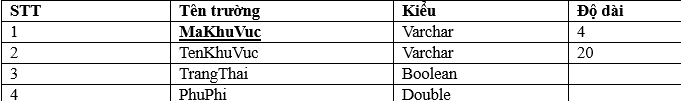 STT Tên trường Kiểu Độ dài
1 MaKhuVuc Varchar 4
2 TenKhuVuc Varchar 20
3 TrangThai Boolean
4 PhuPhi Double